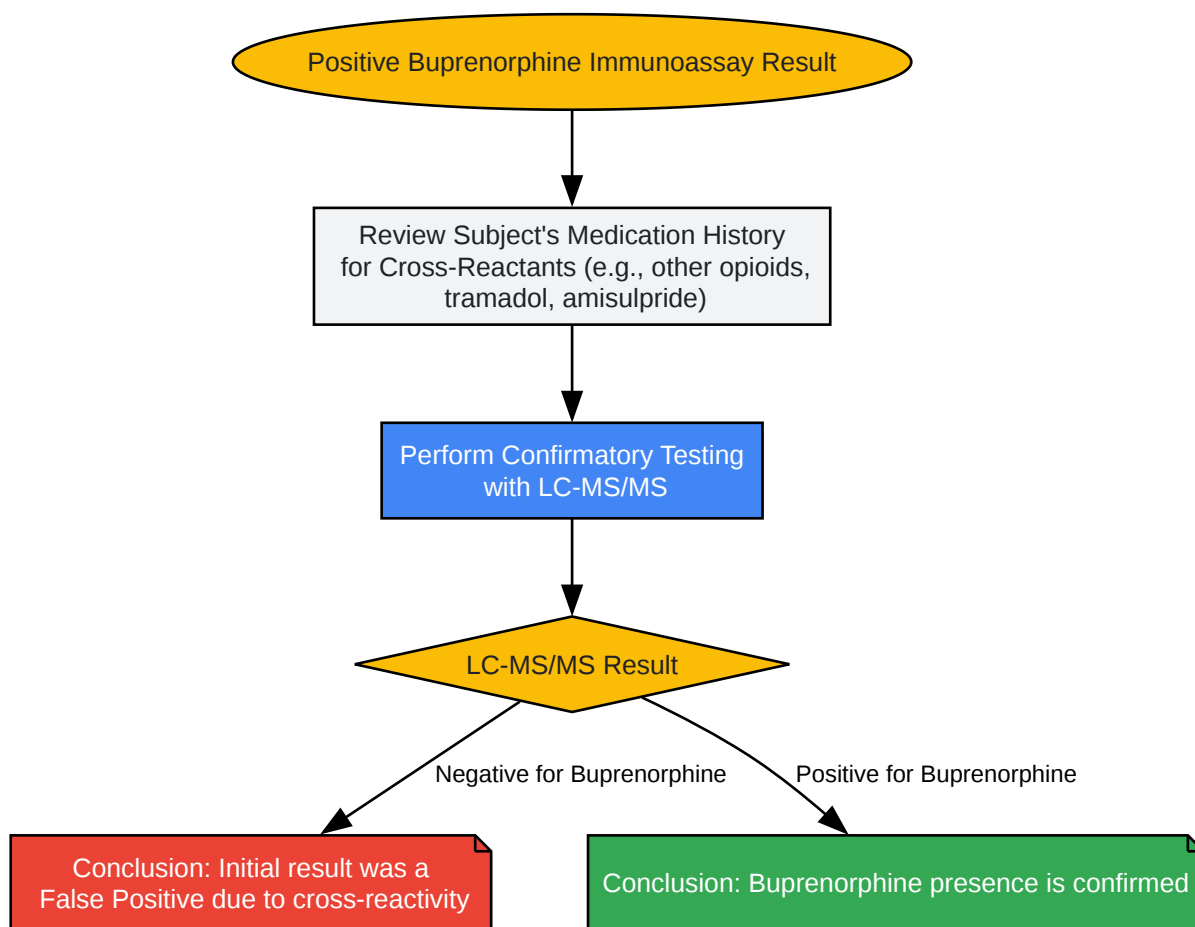 Positive Buprenorphine Immunoassay Result
Review Subject's Medication History
for Cross-Reactants (e.g., other opioids,
tramadol, amisulpride)
Perform Confirmatory Testing
with LC-MS/MS
LC-MS/MS Result
Negative for Buprenorphine
Positive for Buprenorphine
Conclusion: Initial result was a
False Positive due to cross-reactivity
Conclusion: Buprenorphine presence is confirmed